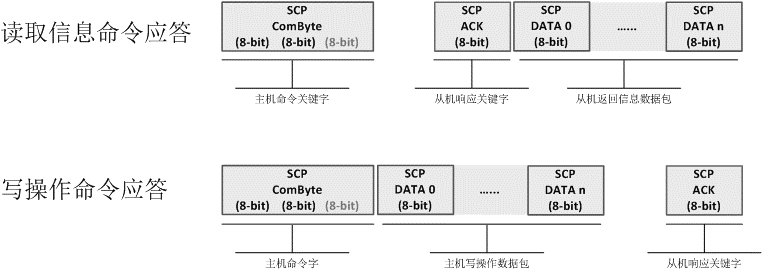 读取信息命令应答
SCP
ComByte
(8-bit) (8-bit) (8-bit)
SCP
ACK
(8-bit)
SCP
DATA 0
(8-bit)
......
SCP
DATA n
(8-bit)
主机命令关键字
从机响应关键字
从机返回信息数据包
写操作命令应答
SCP
ComByte
(8-bit) (8-bit) (8-bit)
SCP
DATA 0
(8-bit)
......
SCP
DATA n
(8-bit)
SCP
ACK
(8-bit)
主机命令字
主机写操作数据包
从机响应关键字